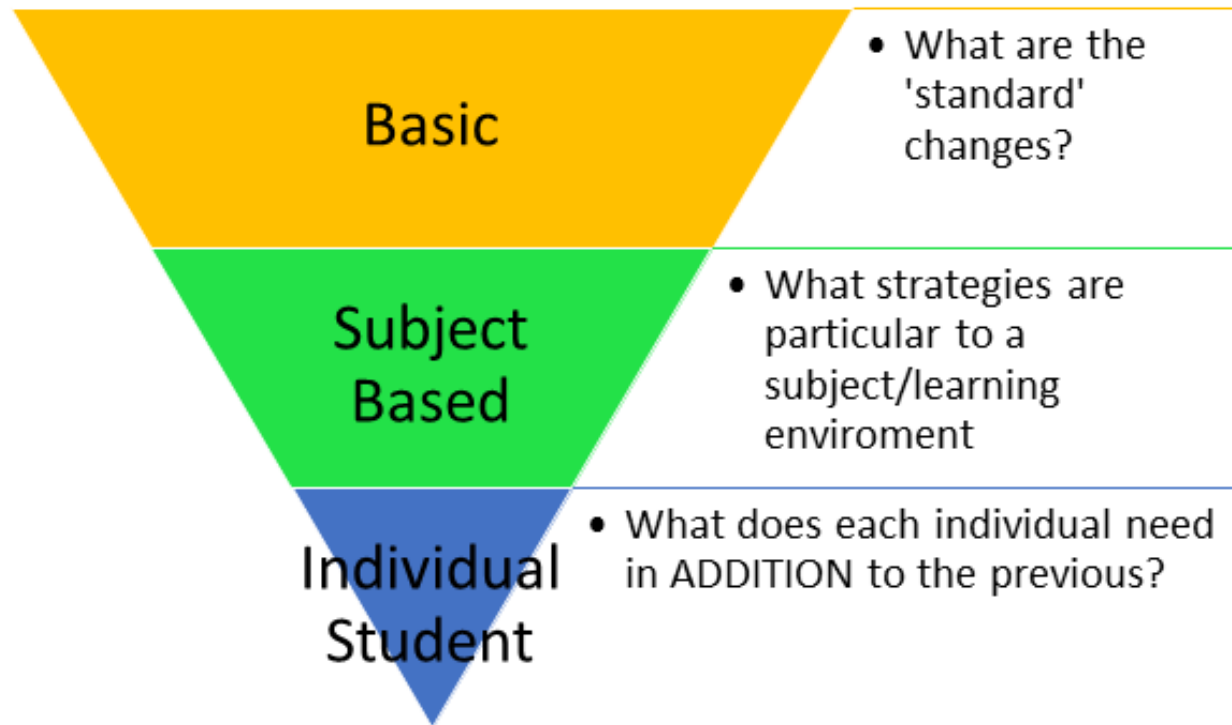 Basic
• What are the
'standard'
changes?
Subject
Based
• What strategies are
particular to a
subject/learning
enviroment
Individual
Student
• What does each individual need
in ADDITION to the previous?